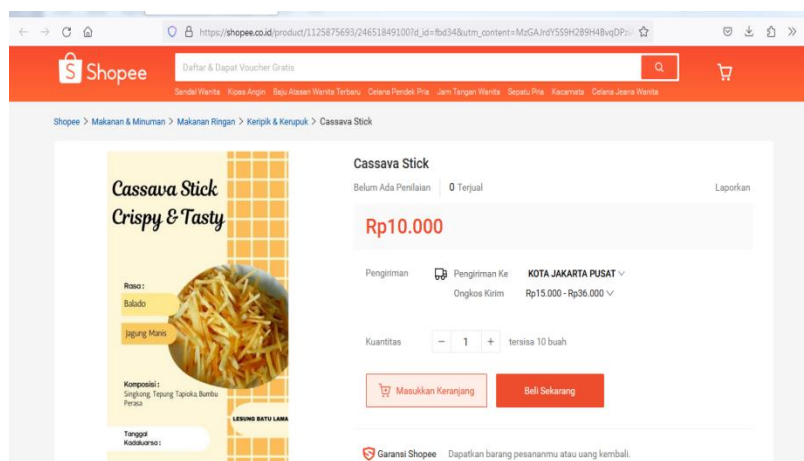 https://shopee.co.id/product/1125875693/24651849100?d_id=fbd34&utm_content=MzGAJrdY5S9H2B9H4BvqDPz
Shopee
Daftar & Dapat Voucher Gratis
Sandal Wanita Kipas Angin Baju Atasan Wanita Terbaru Celana Pendek Pria Jam Tangan Wanita Sepatu Pria Kacamata Celana Jeans Wanita
Shopee > Makanan & Minuman > Makanan Ringan > Keripik & Kerupuk > Cassava Stick
Cassava Stick
Crispy & Tasty
Rasa :
Balado
Jagung Manis
Komposisi :
Singkong, Tepung Tapioka, Bumbu
Perasa
LESUNG BATU LAMA
Tanggal
Kadaluarsa :
Cassava Stick
Belum Ada Penilaian 0 Terjual Laporkan
Rp10.000
Pengiriman Pengiriman Ke KOTA JAKARTA PUSAT
Ongkos Kirim Rp15.000 - Rp36.000
Kuantitas − 1 + tersisa 10 buah
Masukkan Keranjang Beli Sekarang
Garansi Shopee Dapatkan barang pesananmu atau uang kembali.